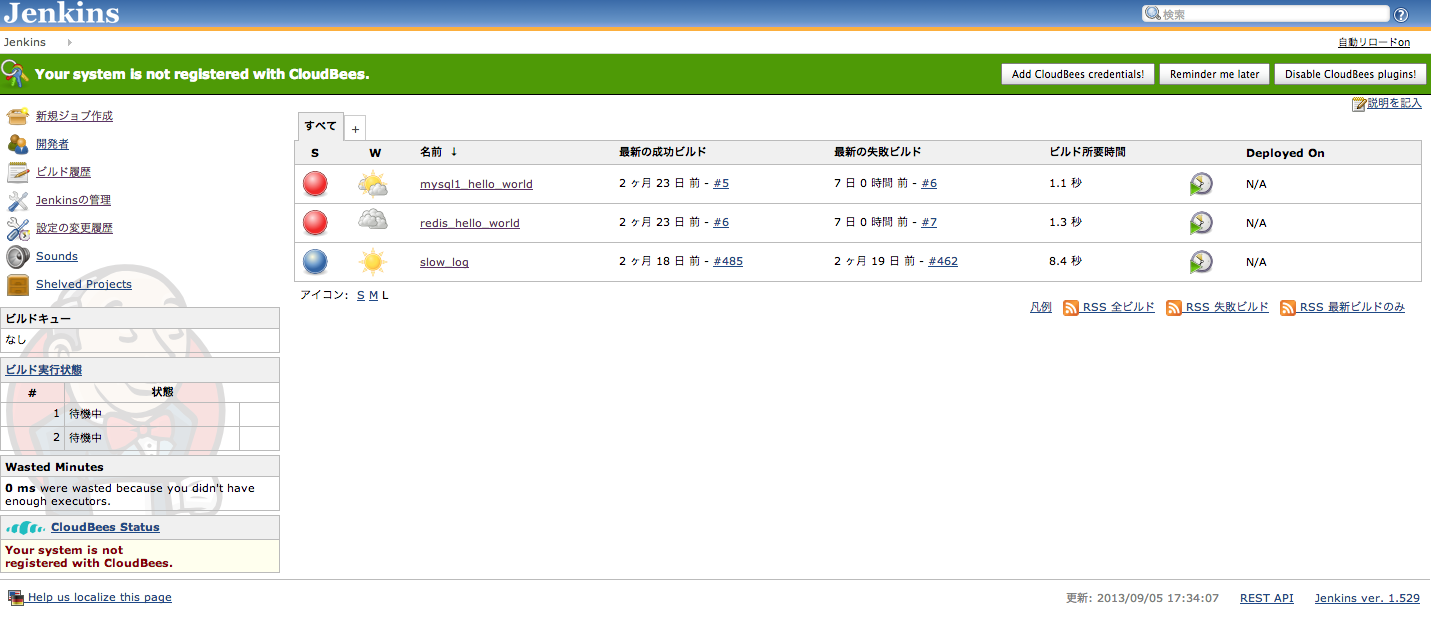 Jenkins
検索
Jenkins
自動リロードon
Your system is not registered with CloudBees.
Add CloudBees credentials!
Reminder me later
Disable CloudBees plugins!
説明を記入
新規ジョブ作成
開発者
ビルド履歴
Jenkinsの管理
設定の変更履歴
Sounds
Shelved Projects
ビルドキュー
なし
ビルド実行状態
# 状態
1 待機中
2 待機中
Wasted Minutes
0 ms were wasted because you didn't have
enough executors.
CloudBees Status
Your system is not
registered with CloudBees.
すべて +
S W 名前 ↓ 最新の成功ビルド 最新の失敗ビルド ビルド所要時間 Deployed On
mysql1_hello_world 2 ヶ月 23 日 前 - #5 7 日 0 時間 前 - #6 1.1 秒 N/A
redis_hello_world 2 ヶ月 23 日 前 - #6 7 日 0 時間 前 - #7 1.3 秒 N/A
slow_log 2 ヶ月 18 日 前 - #485 2 ヶ月 19 日 前 - #462 8.4 秒 N/A
アイコン: S M L
凡例 RSS 全ビルド RSS 失敗ビルド RSS 最新ビルドのみ
Help us localize this page
更新: 2013/09/05 17:34:07 REST API Jenkins ver. 1.529